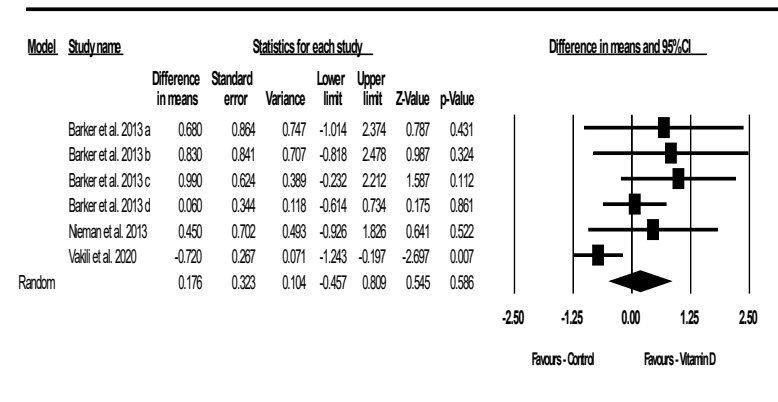 Model Study name Statistics for each study Difference in means and 95% CI
Difference in means Standard error Variance Lower limit Upper limit Z-Value p-Value
Barker et al. 2013 a 0.680 0.864 0.747 -1.014 2.374 0.787 0.431
Barker et al. 2013 b 0.830 0.841 0.707 -0.818 2.478 0.987 0.324
Barker et al. 2013 c 0.990 0.624 0.389 -0.232 2.212 1.587 0.112
Barker et al. 2013 d 0.060 0.344 0.118 -0.614 0.734 0.175 0.861
Nieman et al. 2013 0.450 0.702 0.493 -0.926 1.826 0.641 0.522
Vakili et al. 2020 -0.720 0.267 0.071 -1.243 -0.197 -2.697 0.007
Random 0.176 0.323 0.104 -0.457 0.809 0.545 0.586
-2.50 -1.25 0.00 1.25 2.50
Favours - Control Favours - Vitamin D